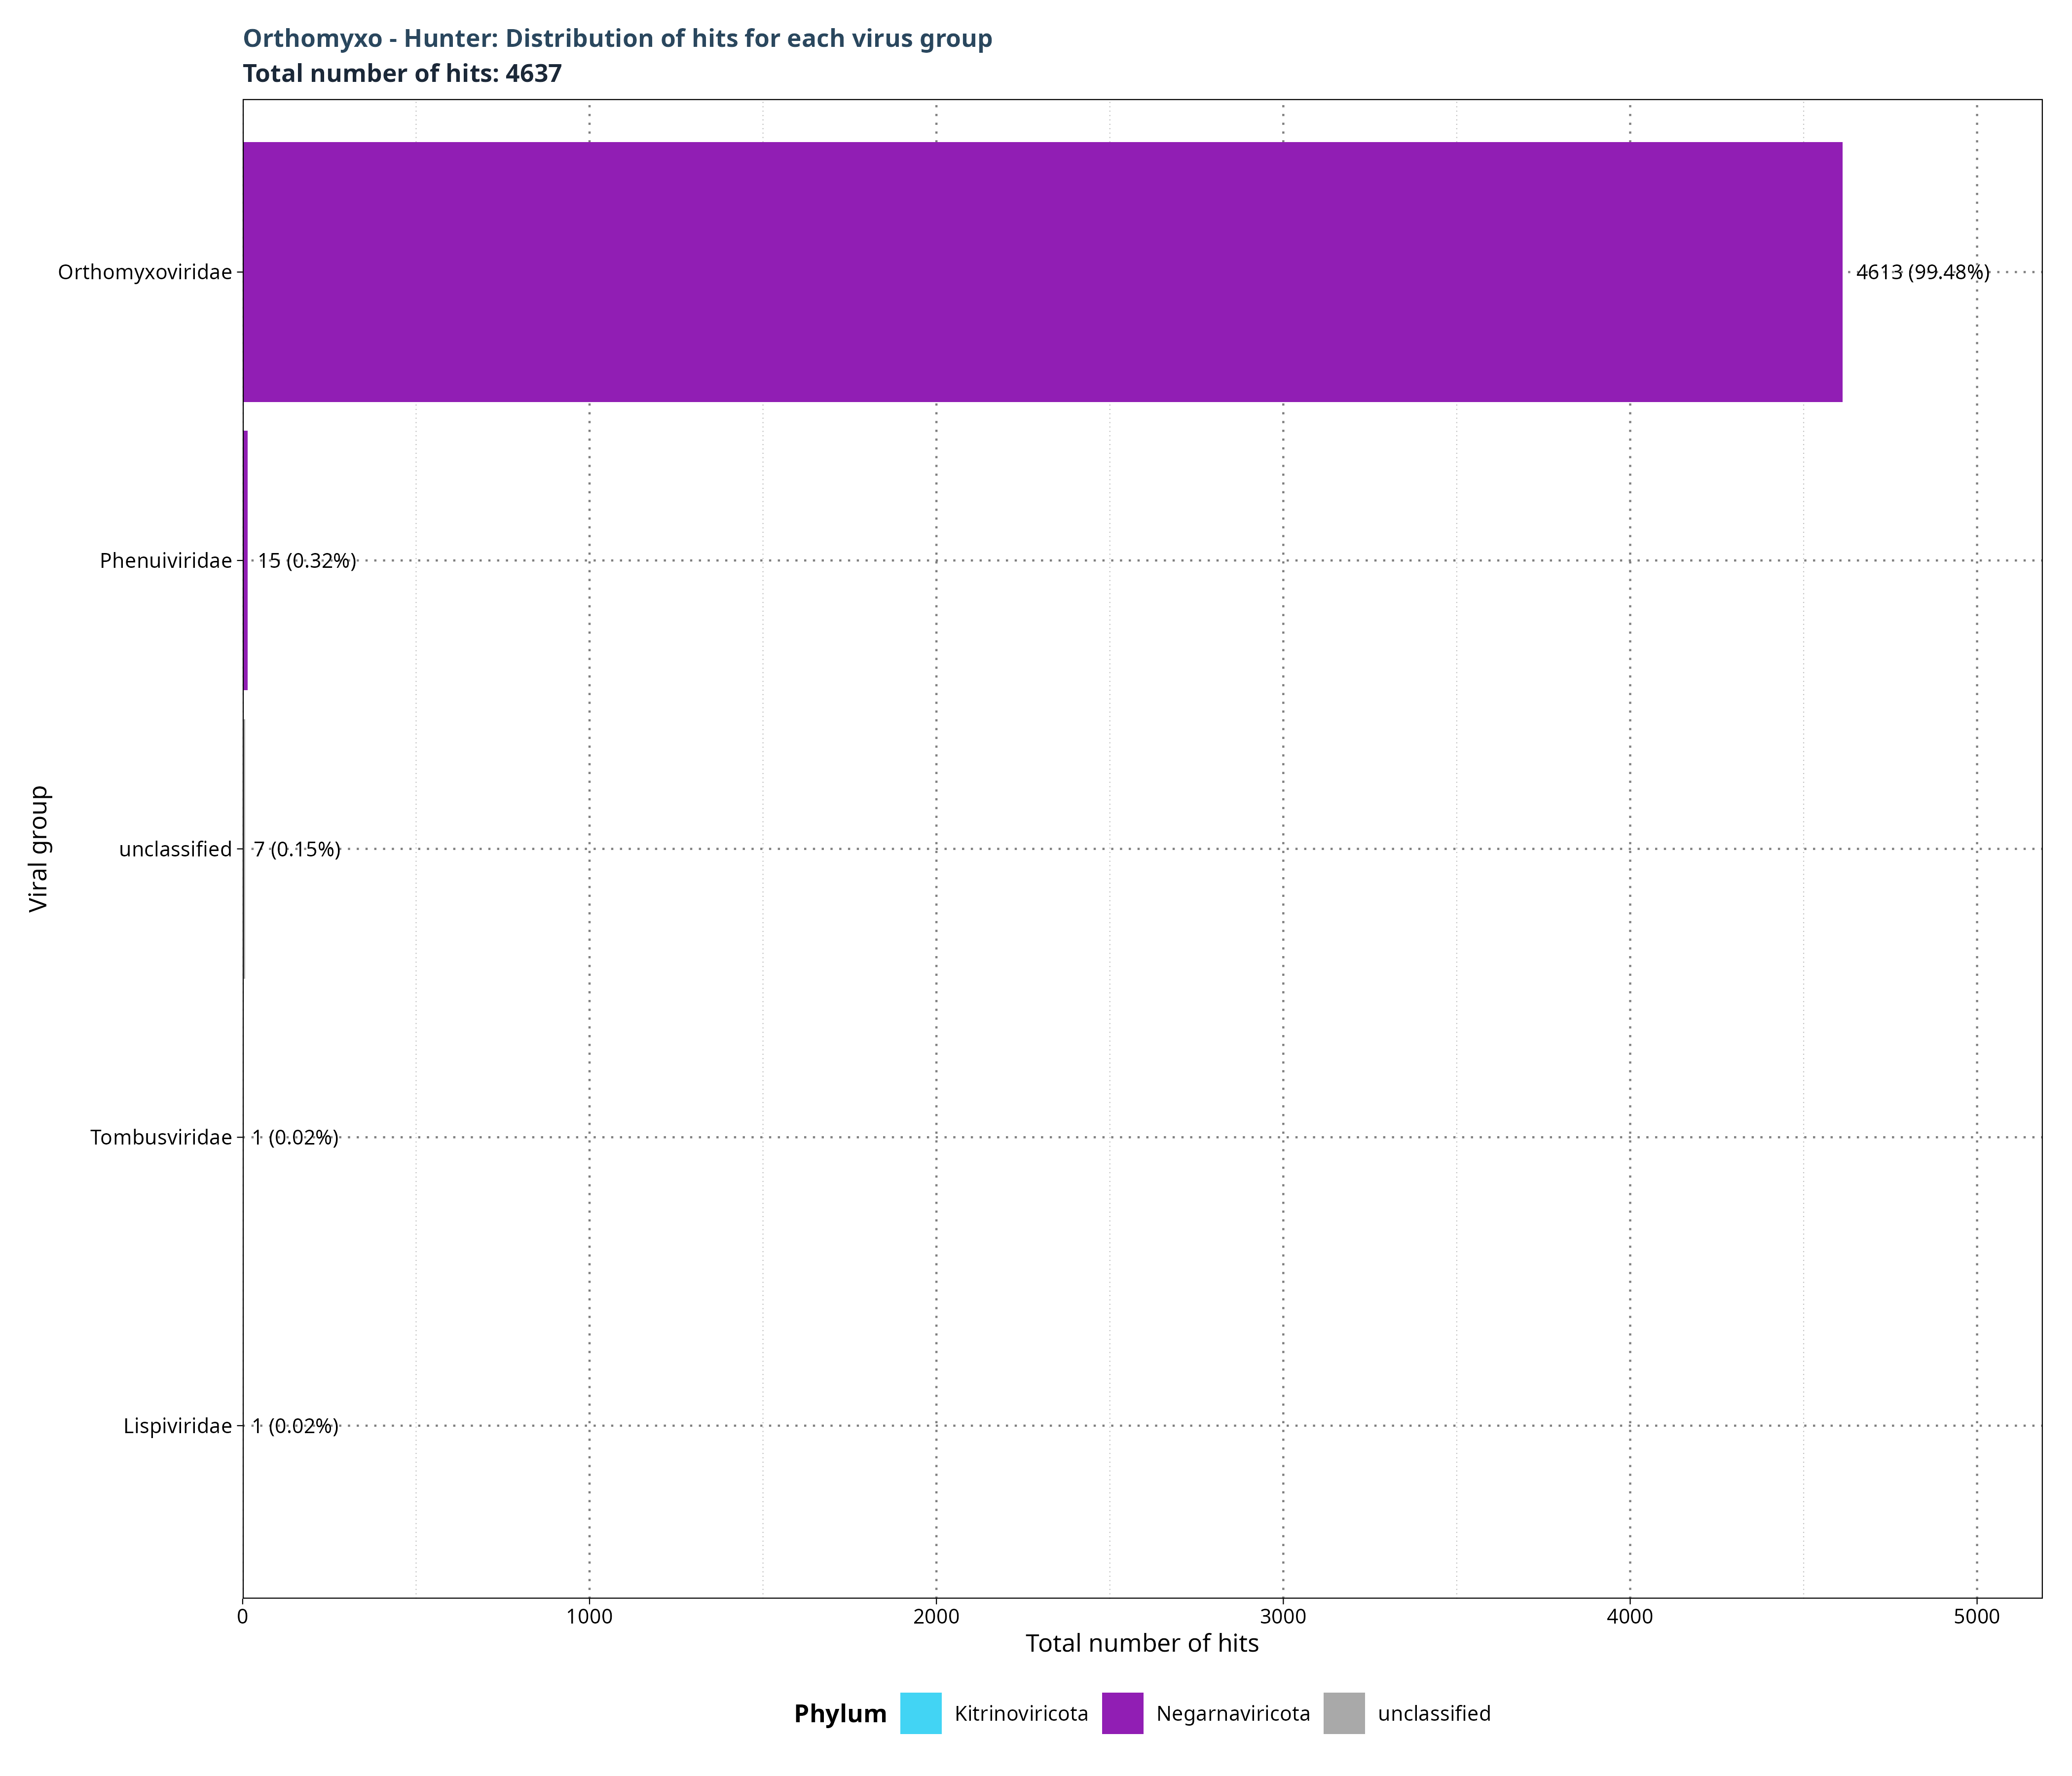 Orthomyxo - Hunter: Distribution of hits for each virus group
Total number of hits: 4637
Viral group
Orthomyxoviridae
4613 (99.48%)
Phenuiviridae
15 (0.32%)
unclassified
7 (0.15%)
Tombusviridae
1 (0.02%)
Lispiviridae
1 (0.02%)
0 1000 2000 3000 4000 5000
Total number of hits
Phylum Kitrinoviricota Negarnaviricota unclassified